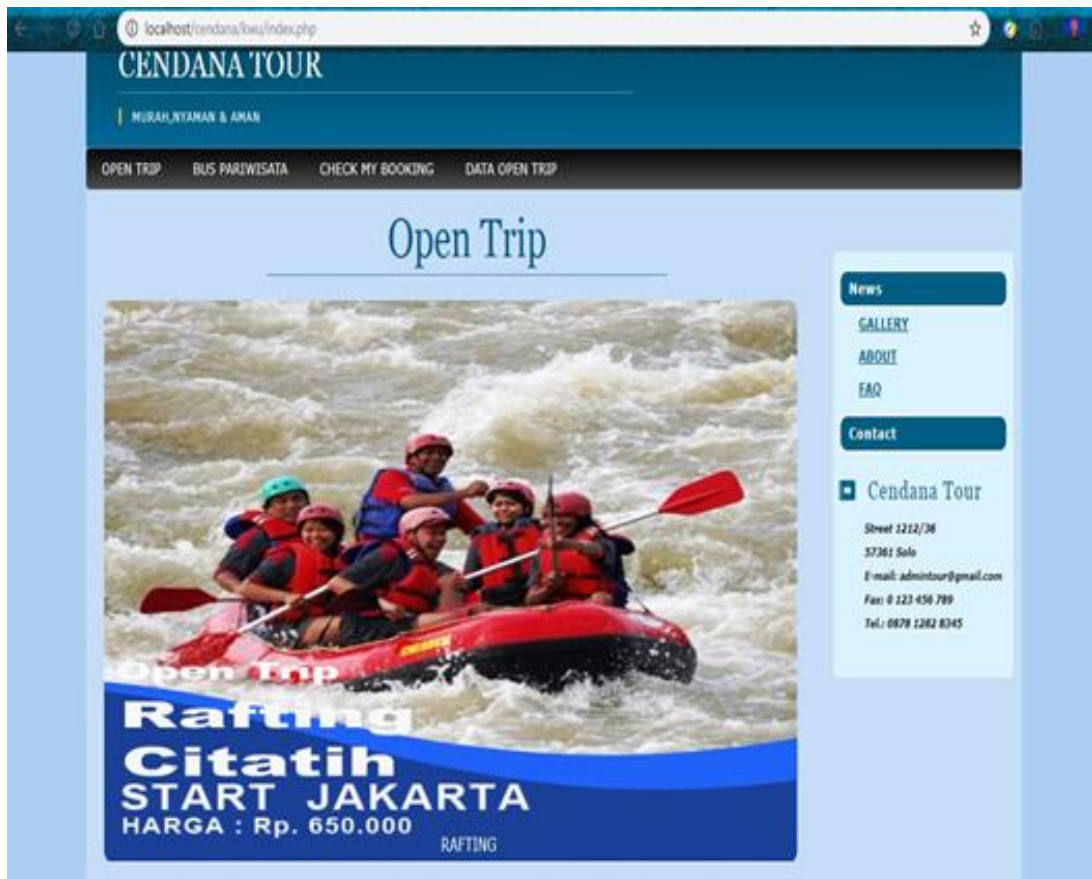 localhost/cendana/kwu/index.php
CENDANA TOUR
MURAH,NYAMAN & AMAN
OPEN TRIP
BUS PARIWISATA
CHECK MY BOOKING
DATA OPEN TRIP
Open Trip
Open Trip
Rafting
Citatih
START JAKARTA
HARGA : Rp. 650.000
RAFTING
News
GALLERY
ABOUT
FAQ
Contact
Cendana Tour
Street 1212/36
57361 Solo
E-mail: admintour@gmail.com
Fax: 0 123 456 789
Tel.: 0878 1282 8345